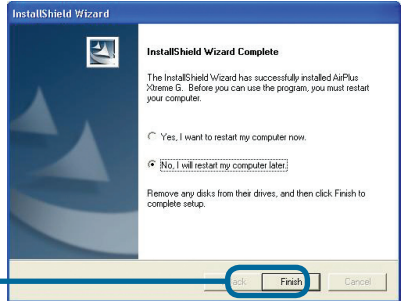 InstallShield Wizard
InstallShield Wizard Complete
The InstallShield Wizard has successfully installed AirPlus
Xtreme G. Before you can use the program, you must restart
your computer.
Yes, I want to restart my computer now.
No, I will restart my computer later.
Remove any disks from their drives, and then click Finish to
complete setup.
Finish Cancel